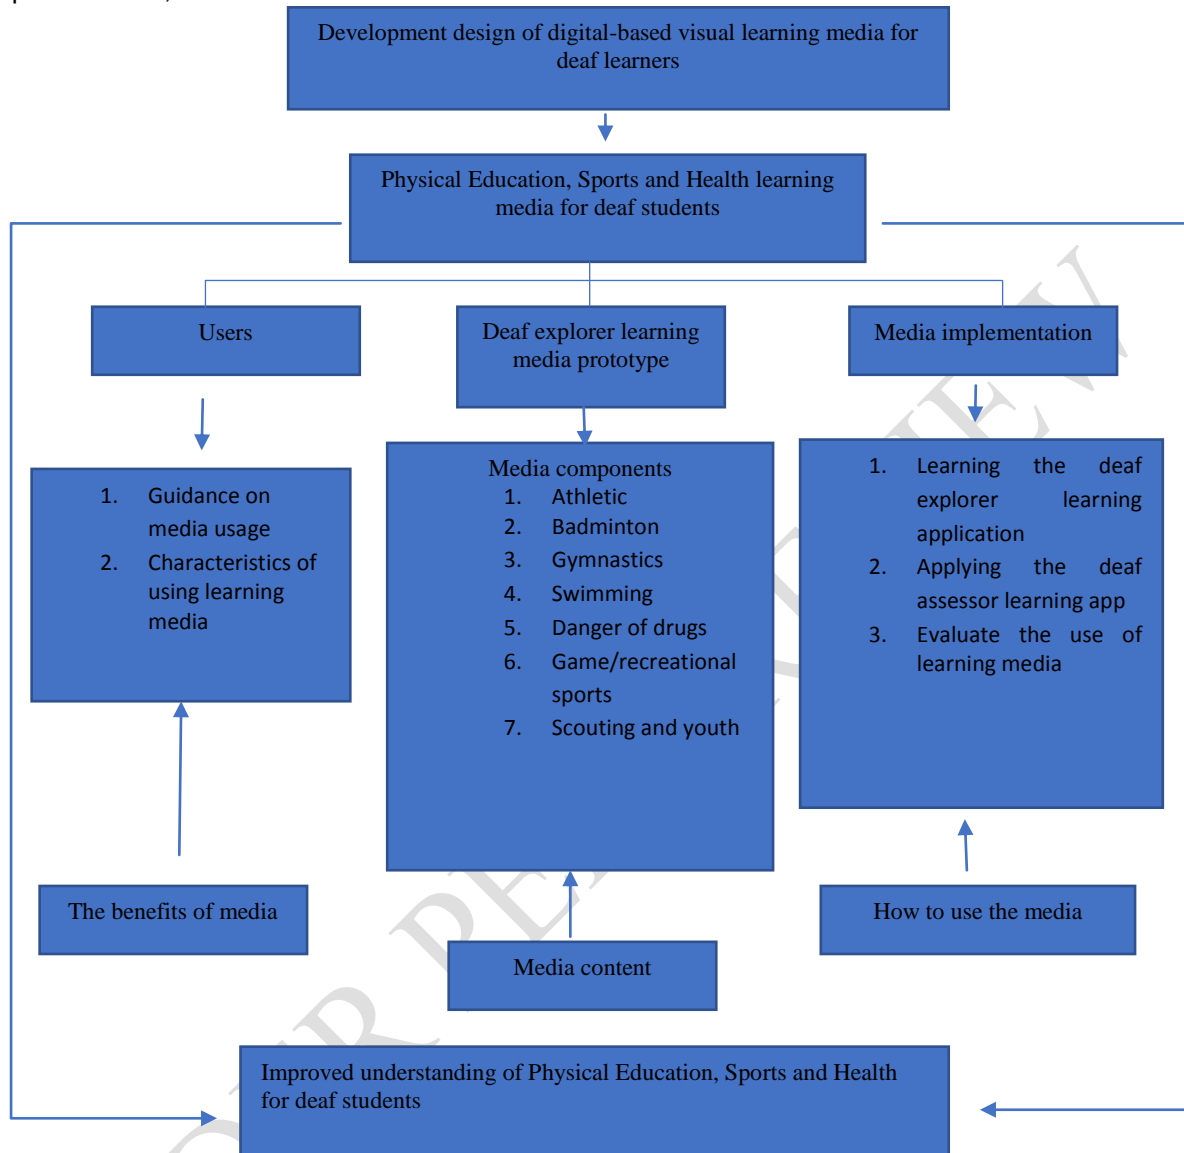 Development design of digital-based visual learning media for
deaf learners
Physical Education, Sports and Health learning
media for deaf students
Users
Deaf explorer learning
media prototype
Media implementation
1. Guidance on
media usage
2. Characteristics of
using learning
media
Media components
1. Athletic
2. Badminton
3. Gymnastics
4. Swimming
5. Danger of drugs
6. Game/recreational
sports
7. Scouting and youth
1. Learning the deaf
explorer learning
application
2. Applying the deaf
assessor learning app
3. Evaluate the use of
learning media
The benefits of media
Media content
How to use the media
Improved understanding of Physical Education, Sports and Health
for deaf students